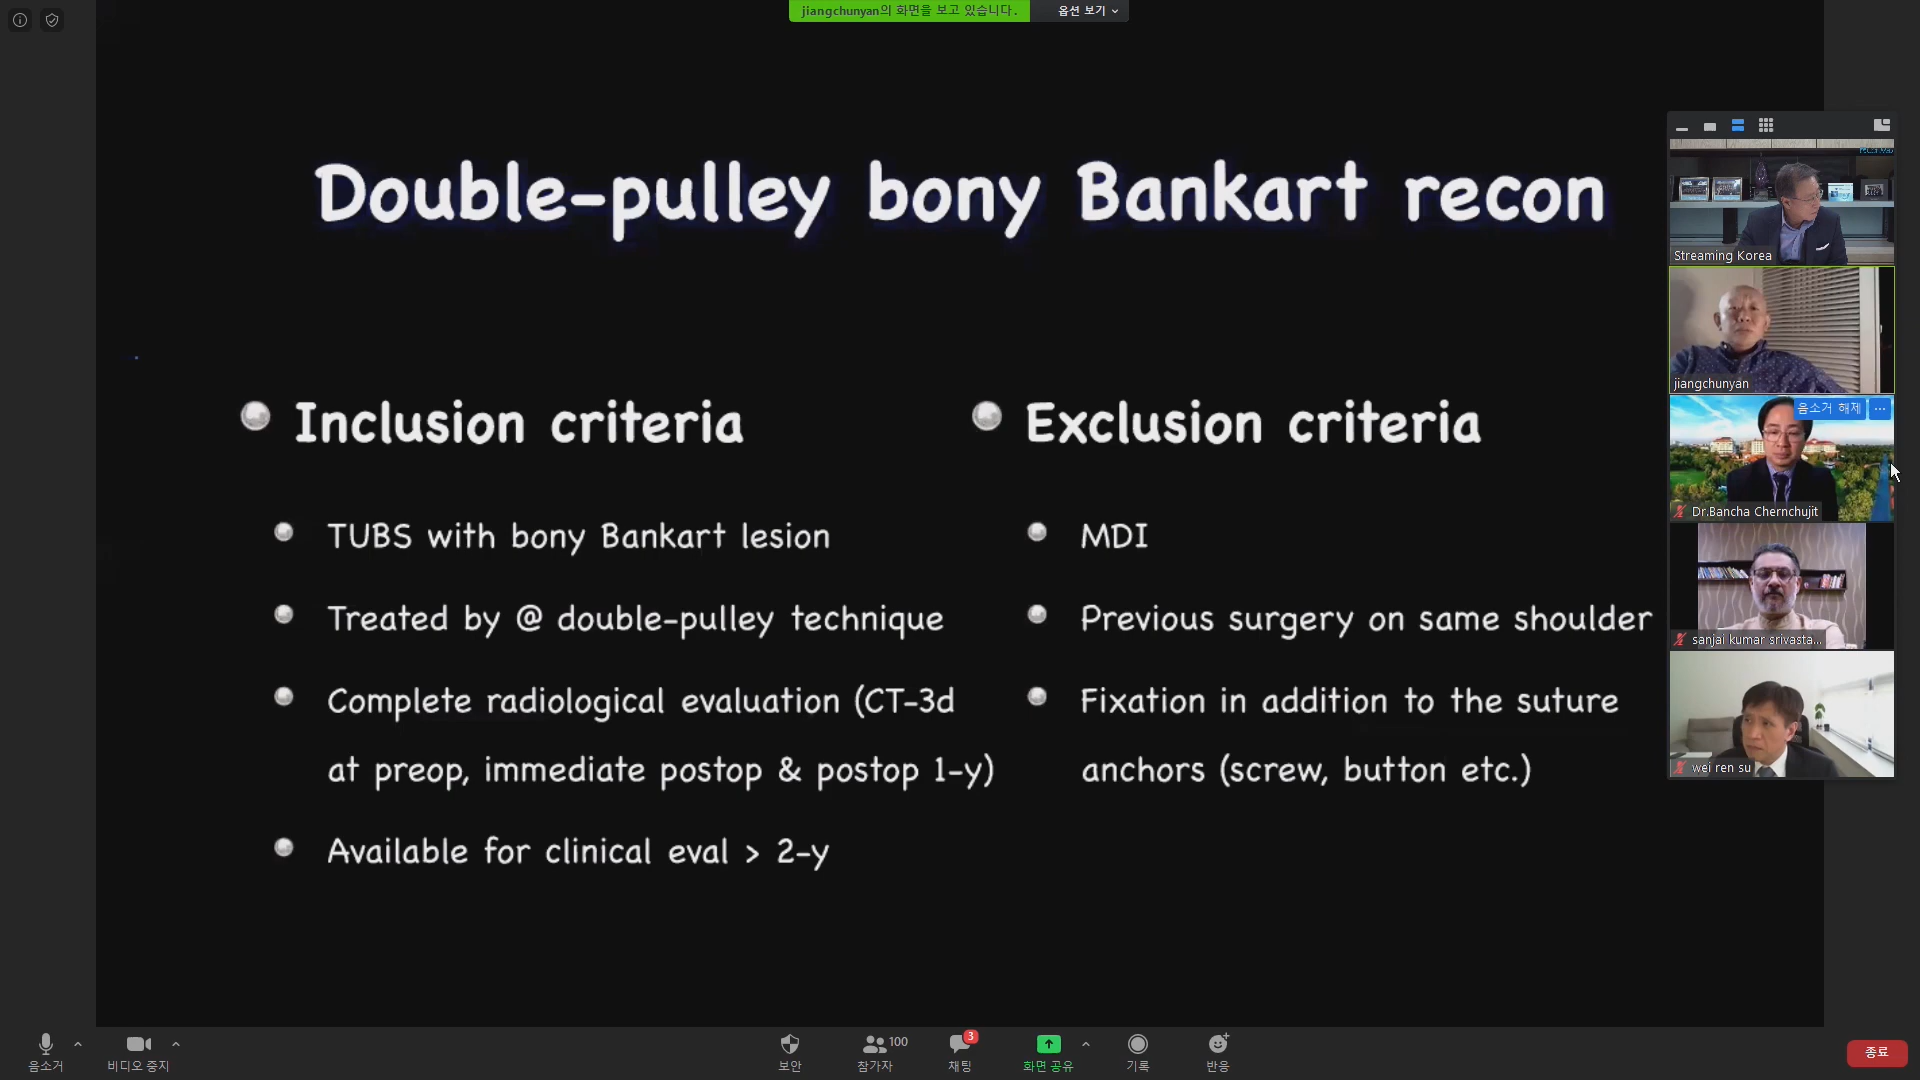 jiangchunyan의 화면을 보고 있습니다.
옵션 보기
Double-pulley bony Bankart recon
Inclusion criteria
TUBS with bony Bankart lesion
Treated by @ double-pulley technique
Complete radiological evaluation (CT-3d
at preop, immediate postop & postop 1-y)
Available for clinical eval > 2-y
Exclusion criteria
MDI
Previous surgery on same shoulder
Fixation in addition to the suture
anchors (screw, button etc.)
Streaming Korea
jiangchunyan
음소거 해제
Dr.Bancha Chernchujit
sanjai kumar srivasta...
wei ren su
음소거
비디오 중지
보안
100
참가자
3
채팅
화면 공유
기록
반응
종료